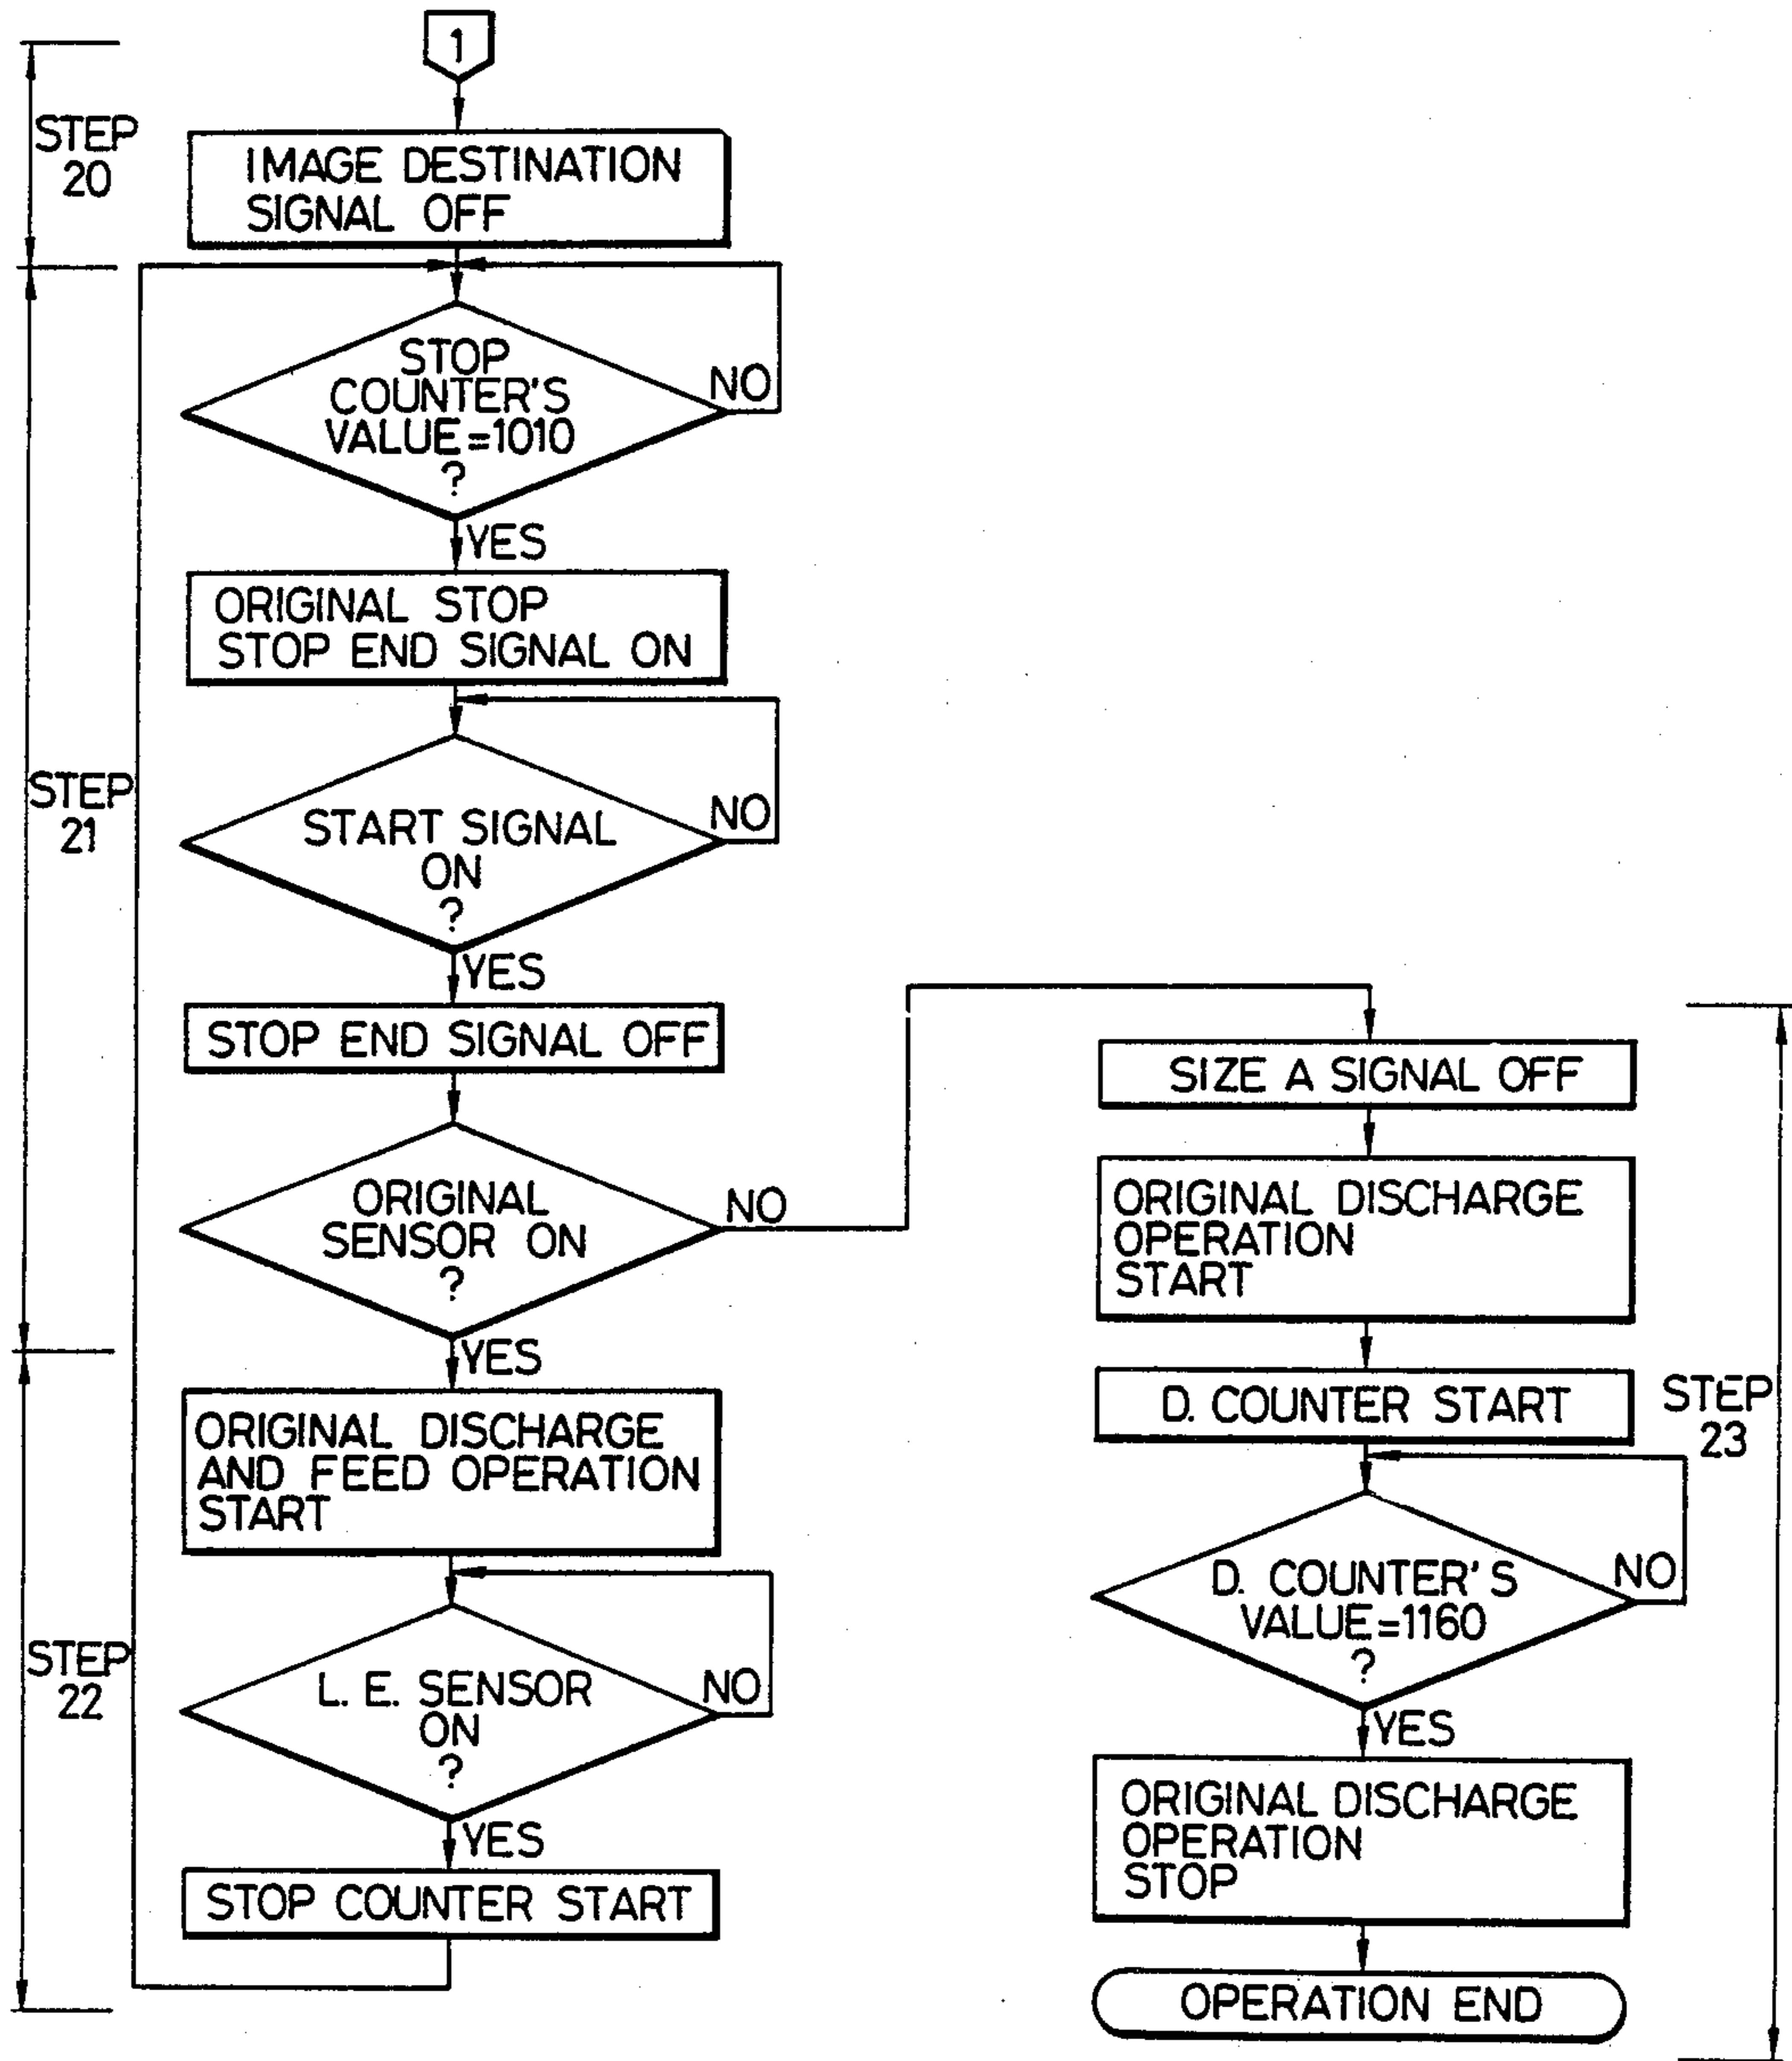 1
STEP
20
IMAGE DESTINATION
SIGNAL OFF
STOP
COUNTER'S
VALUE=1010
?
NO
YES
ORIGINAL STOP
STOP END SIGNAL ON
STEP
21
START SIGNAL
ON
?
NO
YES
STOP END SIGNAL OFF
ORIGINAL
SENSOR ON
?
NO
YES
STEP
22
ORIGINAL DISCHARGE
AND FEED OPERATION
START
L. E. SENSOR
ON
?
NO
YES
STOP COUNTER START
SIZE A SIGNAL OFF
ORIGINAL DISCHARGE
OPERATION
START
D. COUNTER START
STEP
23
D. COUNTER'S
VALUE=1160
?
NO
YES
ORIGINAL DISCHARGE
OPERATION
STOP
OPERATION END